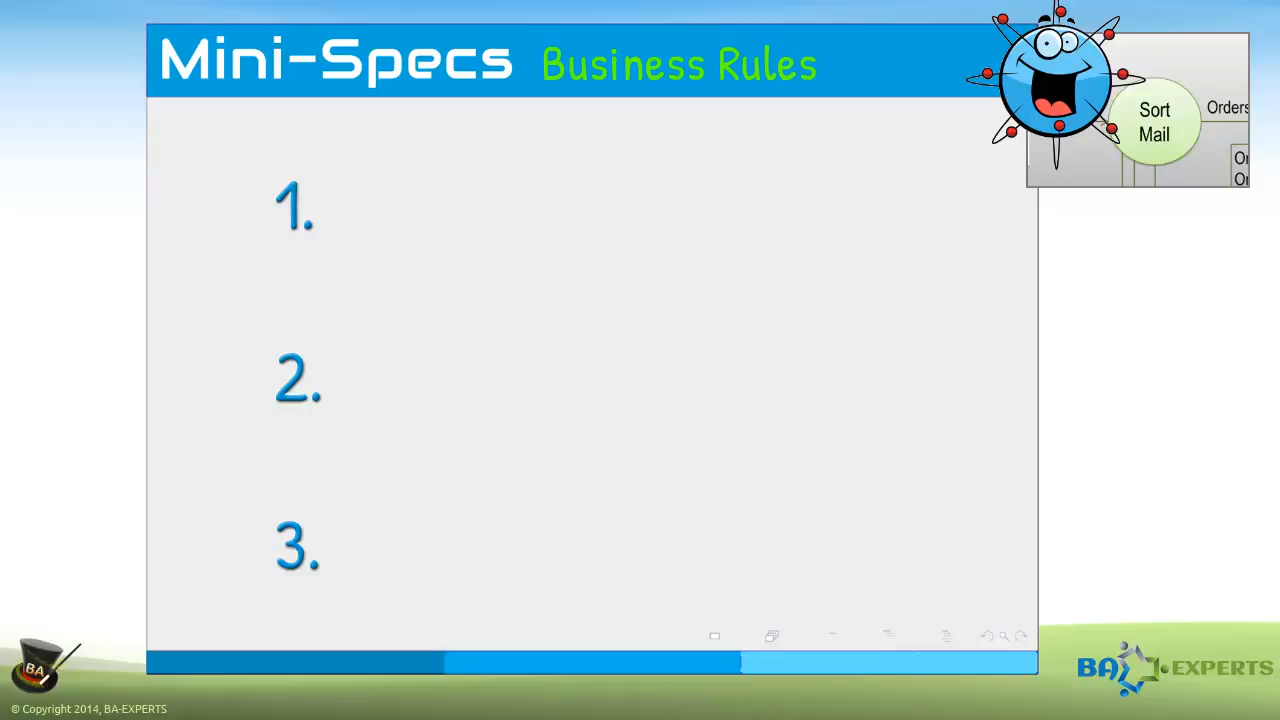 Mini-Specs Business Rules
Sort
Mail
Orders
1.
2.
3.
BA
© Copyright 2014, BA-EXPERTS
BA EXPERTS